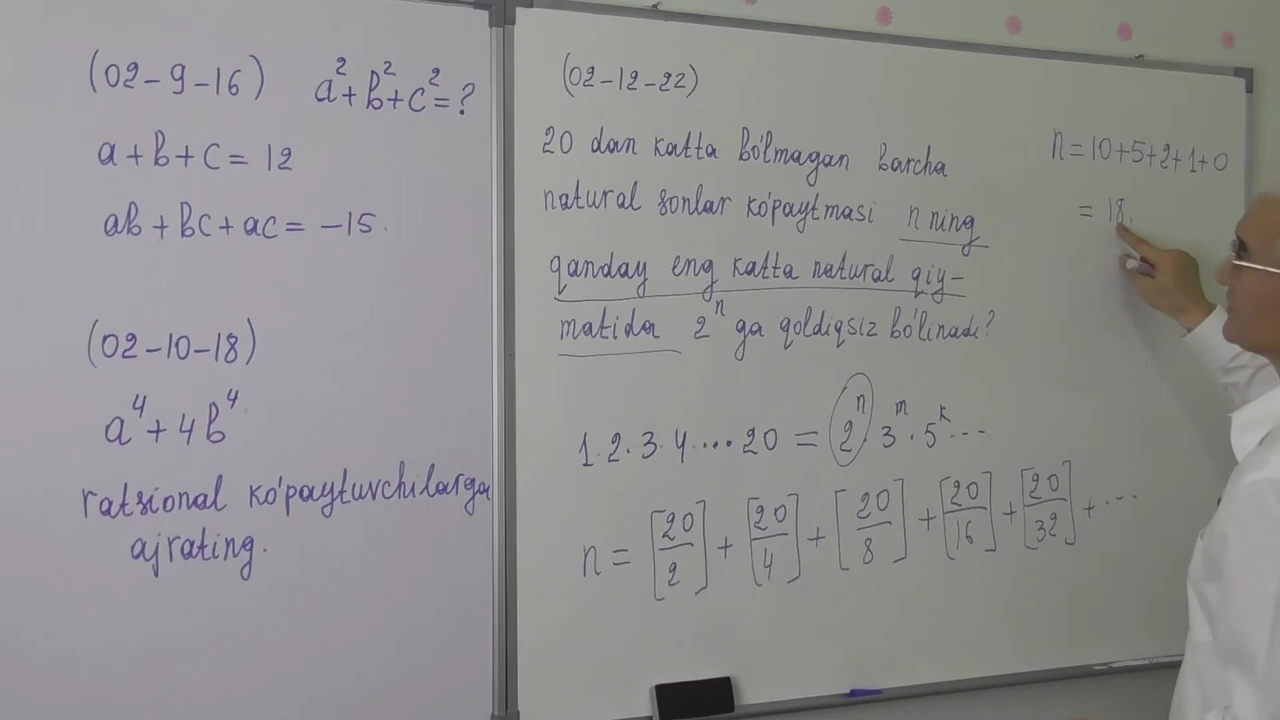 (02-9-16) a²+b²+c²=?
a+b+c=12
ab+bc+ac=-15.
(02-10-18)
a⁴+4b⁴
ratsional ko'paytuvchilarga
ajrating.
(02-12-22)
20 dan katta bo'lmagan barcha
natural sonlar ko'paytmasi n ning
qanday eng katta natural qiy-
matida 2ⁿ ga qoldiqsiz bo'linadi?
1·2·3·4····20=2ⁿ·3ᵐ·5ᵏ...
n=[20/2]+[20/4]+[20/8]+[20/16]+[20/32]+...
n=10+5+2+1+0
=18.